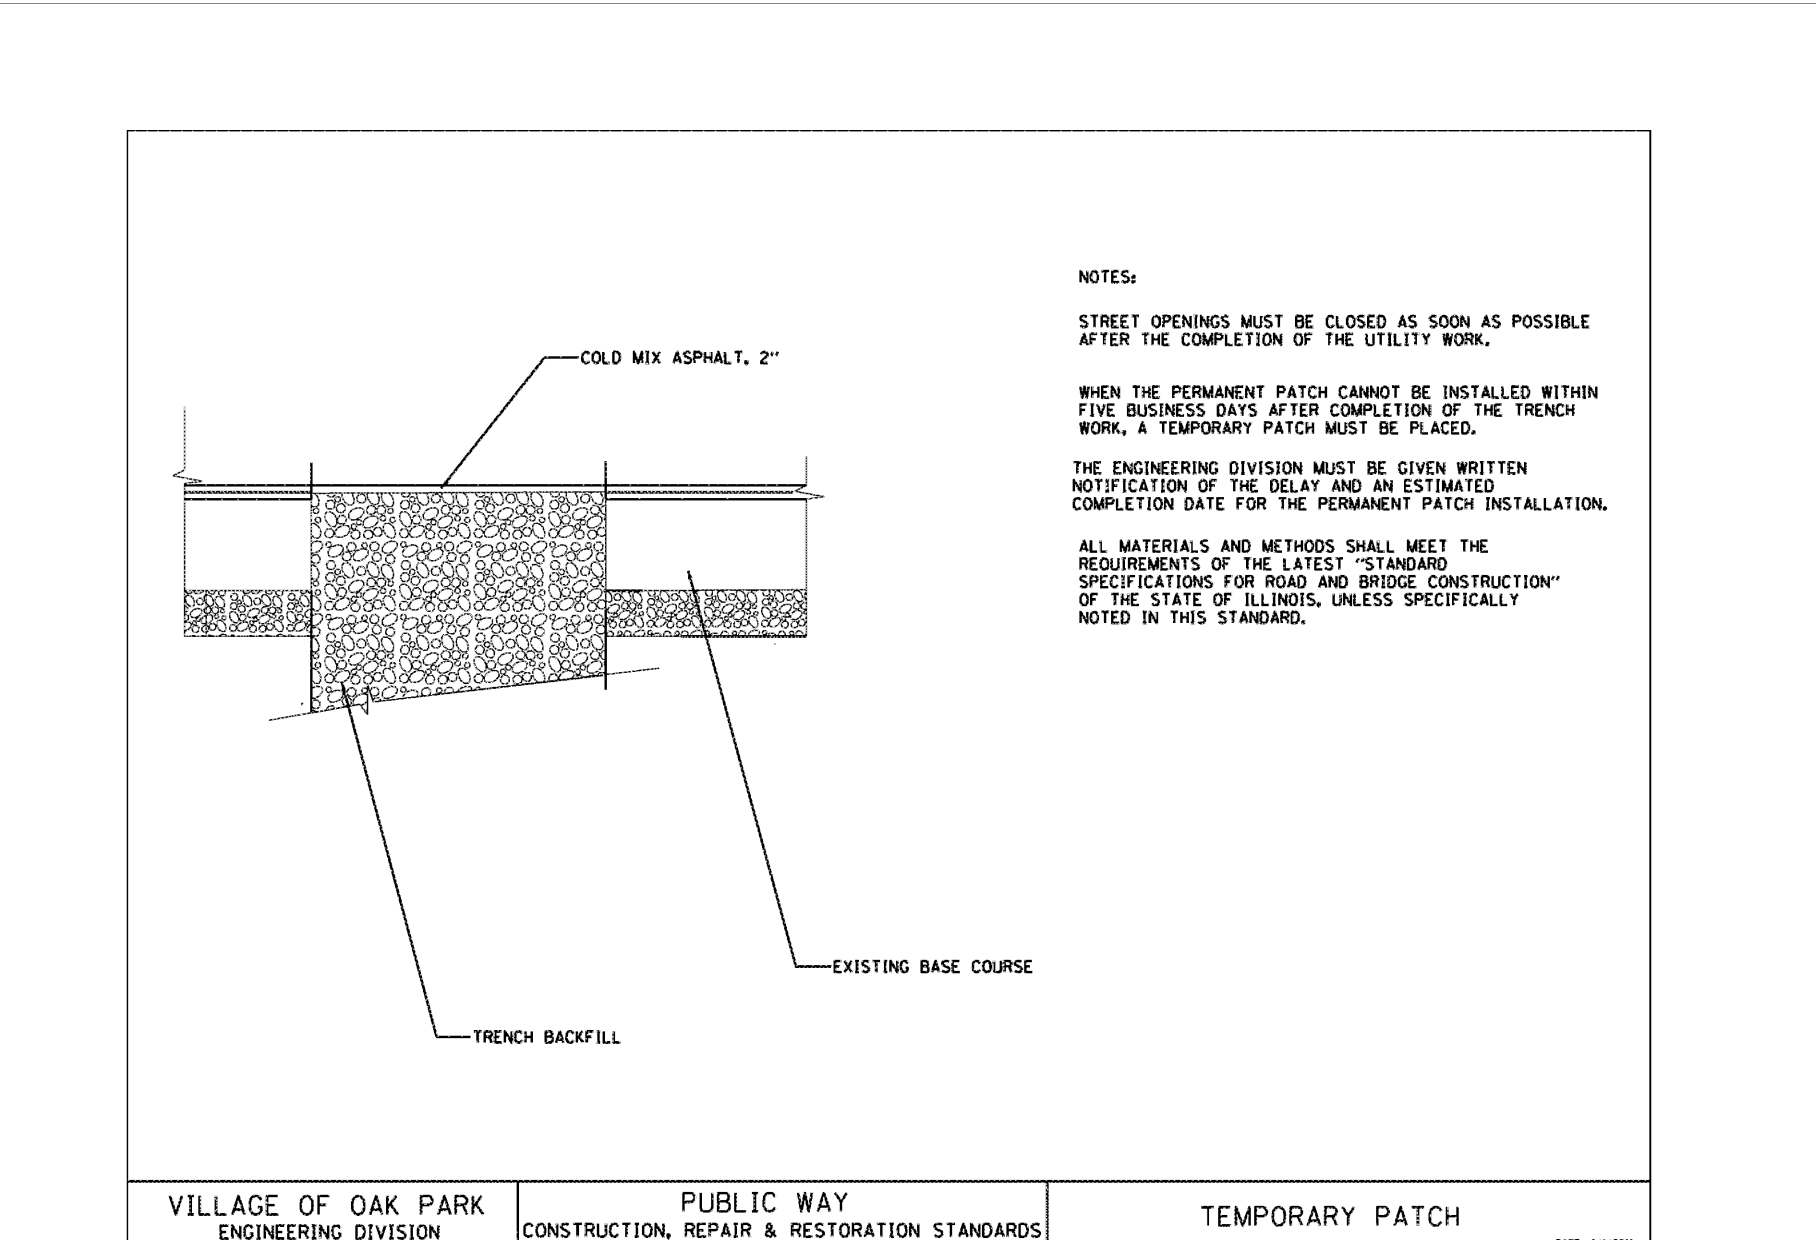 COLD MIX ASPHALT, 2"
EXISTING BASE COURSE
TRENCH BACKFILL
NOTES:
STREET OPENINGS MUST BE CLOSED AS SOON AS POSSIBLE
AFTER THE COMPLETION OF THE UTILITY WORK.
WHEN THE PERMANENT PATCH CANNOT BE INSTALLED WITHIN
FIVE BUSINESS DAYS AFTER COMPLETION OF THE TRENCH
WORK, A TEMPORARY PATCH MUST BE PLACED.
THE ENGINEERING DIVISION MUST BE GIVEN WRITTEN
NOTIFICATION OF THE DELAY AND AN ESTIMATED
COMPLETION DATE FOR THE PERMANENT PATCH INSTALLATION.
ALL MATERIALS AND METHODS SHALL MEET THE
REQUIREMENTS OF THE LATEST "STANDARD
SPECIFICATIONS FOR ROAD AND BRIDGE CONSTRUCTION"
OF THE STATE OF ILLINOIS, UNLESS SPECIFICALLY
NOTED IN THIS STANDARD.
VILLAGE OF OAK PARK
ENGINEERING DIVISION
PUBLIC WAY
CONSTRUCTION, REPAIR & RESTORATION STANDARDS
TEMPORARY PATCH